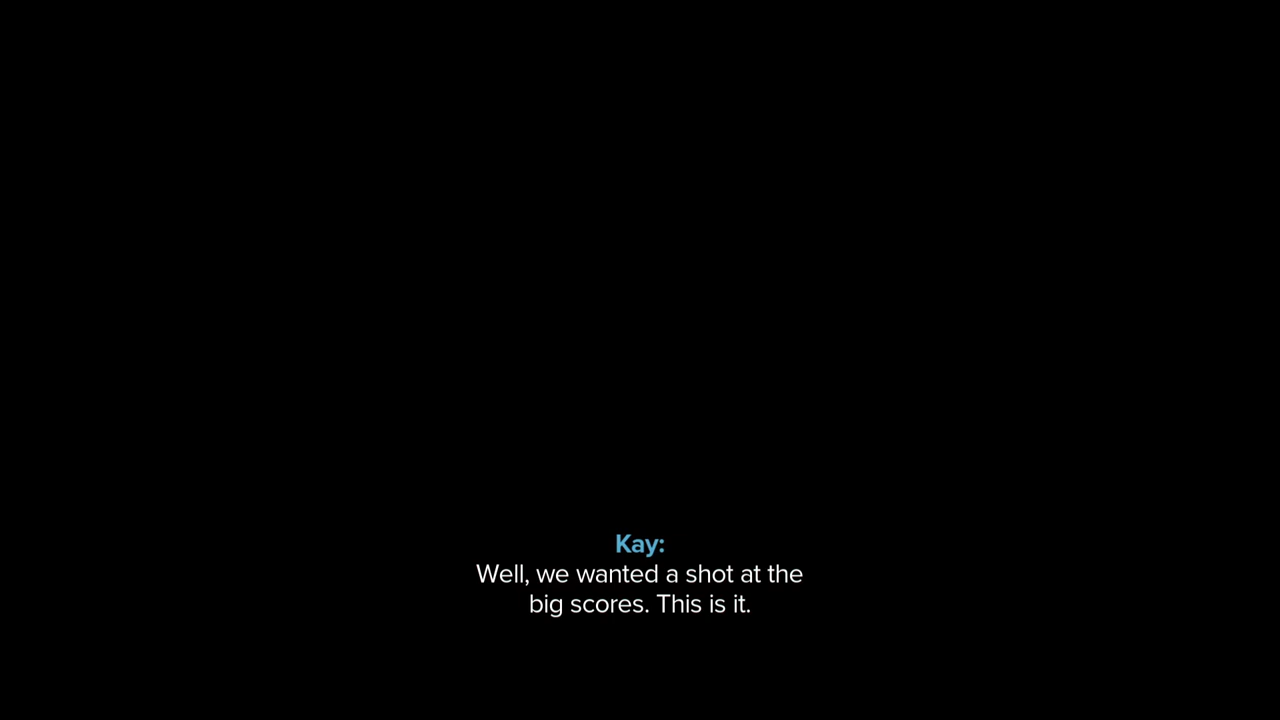 Kay:
Well, we wanted a shot at the
big scores. This is it.